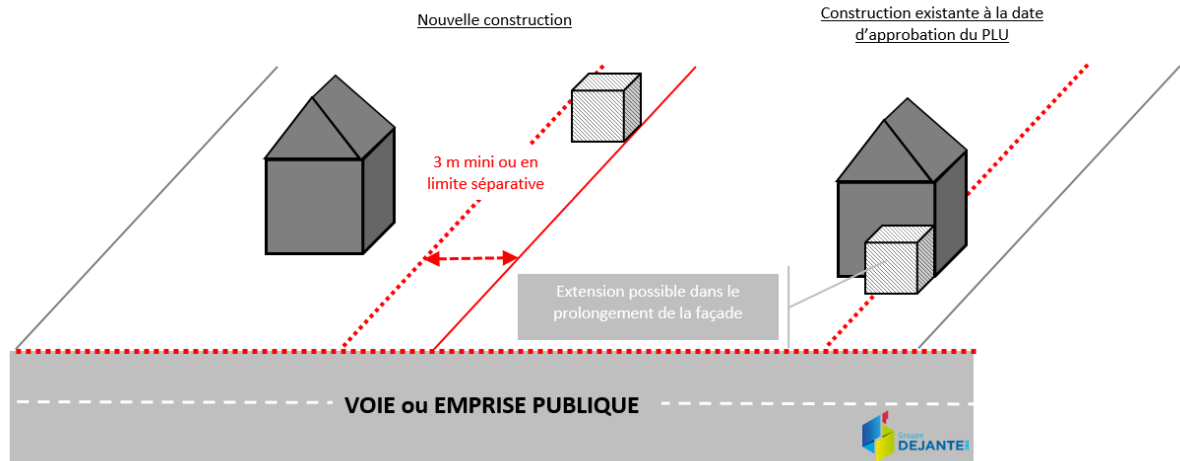 Nouvelle construction
Construction existante à la date
d'approbation du PLU
3 m mini ou en
limite séparative
Extension possible dans le
prolongement de la façade
VOIE ou EMPRISE PUBLIQUE
Groupe
DEJANTE